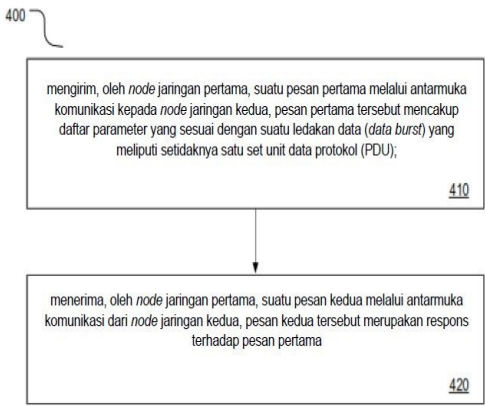 400
mengirim, oleh node jaringan pertama, suatu pesan pertama melalui antarmuka
komunikasi kepada node jaringan kedua, pesan pertama tersebut mencakup
daftar parameter yang sesuai dengan suatu ledakan data (data burst) yang
meliputi setidaknya satu set unit data protokol (PDU);
410
menerima, oleh node jaringan pertama, suatu pesan kedua melalui antarmuka
komunikasi dari node jaringan kedua, pesan kedua tersebut merupakan respons
terhadap pesan pertama
420